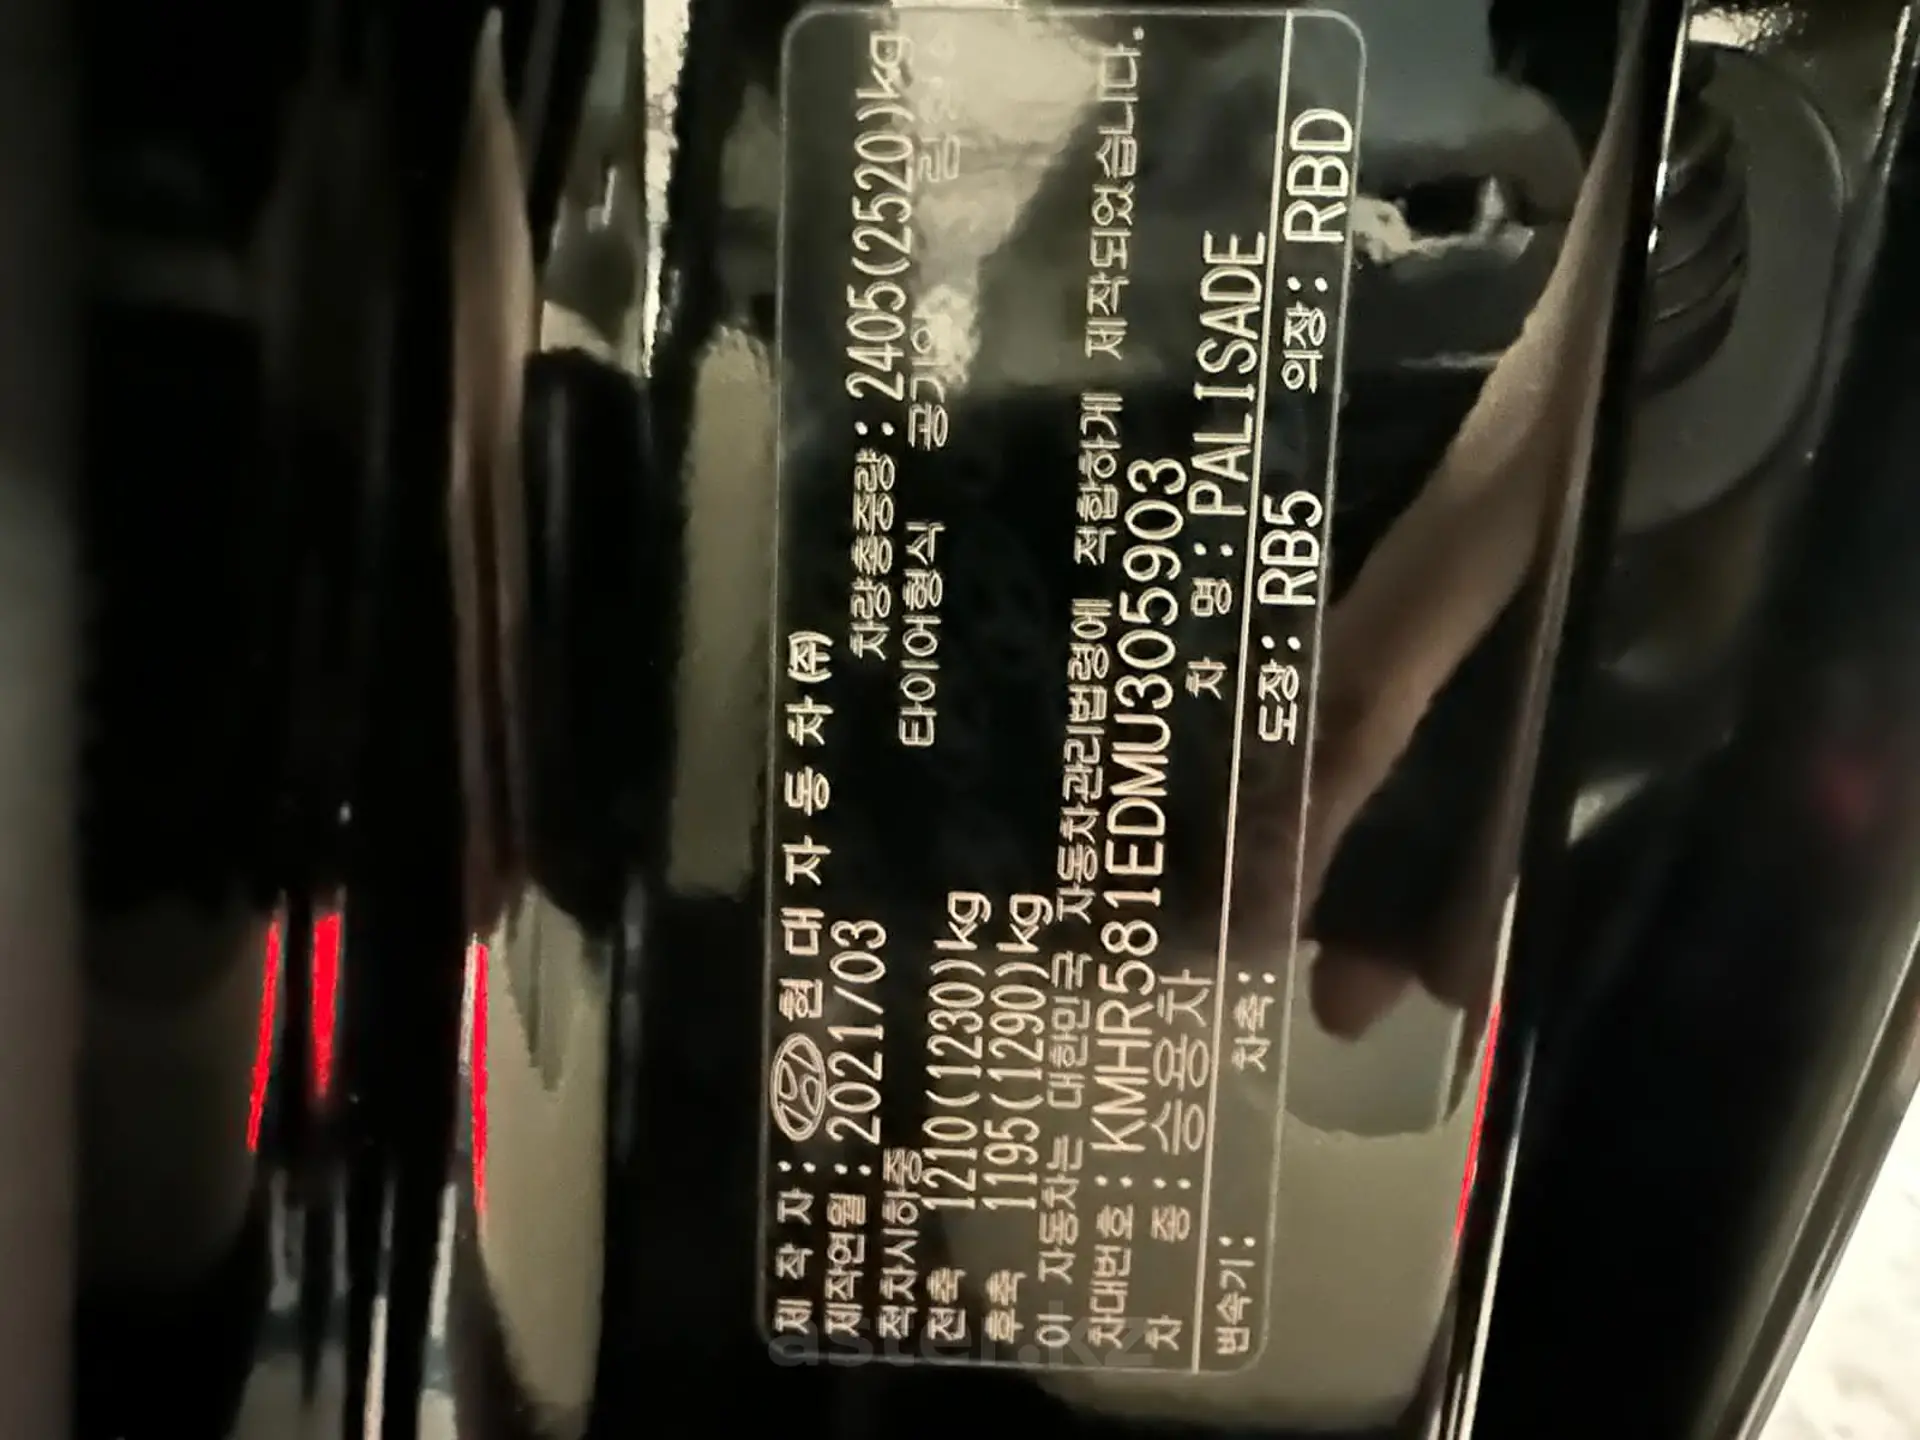 제 작 자 : 현 대 자 동 차 ㈜
제작연월 : 2021/03
차량총중량 : 2405(2520)kg
적차시하중
타이어형식
전축 1210(1230)kg
후축 1195(1290)kg
이 자동차는 대한민국 자동차관리법령에 적합하게 제작되었습니다.
차대번호 : KMHR581EDMU305903
차 종 : 승용차
차 명 : PALISADE
변속기 :
차축 :
도장 : RB5
의장 : RBD
aster.kz